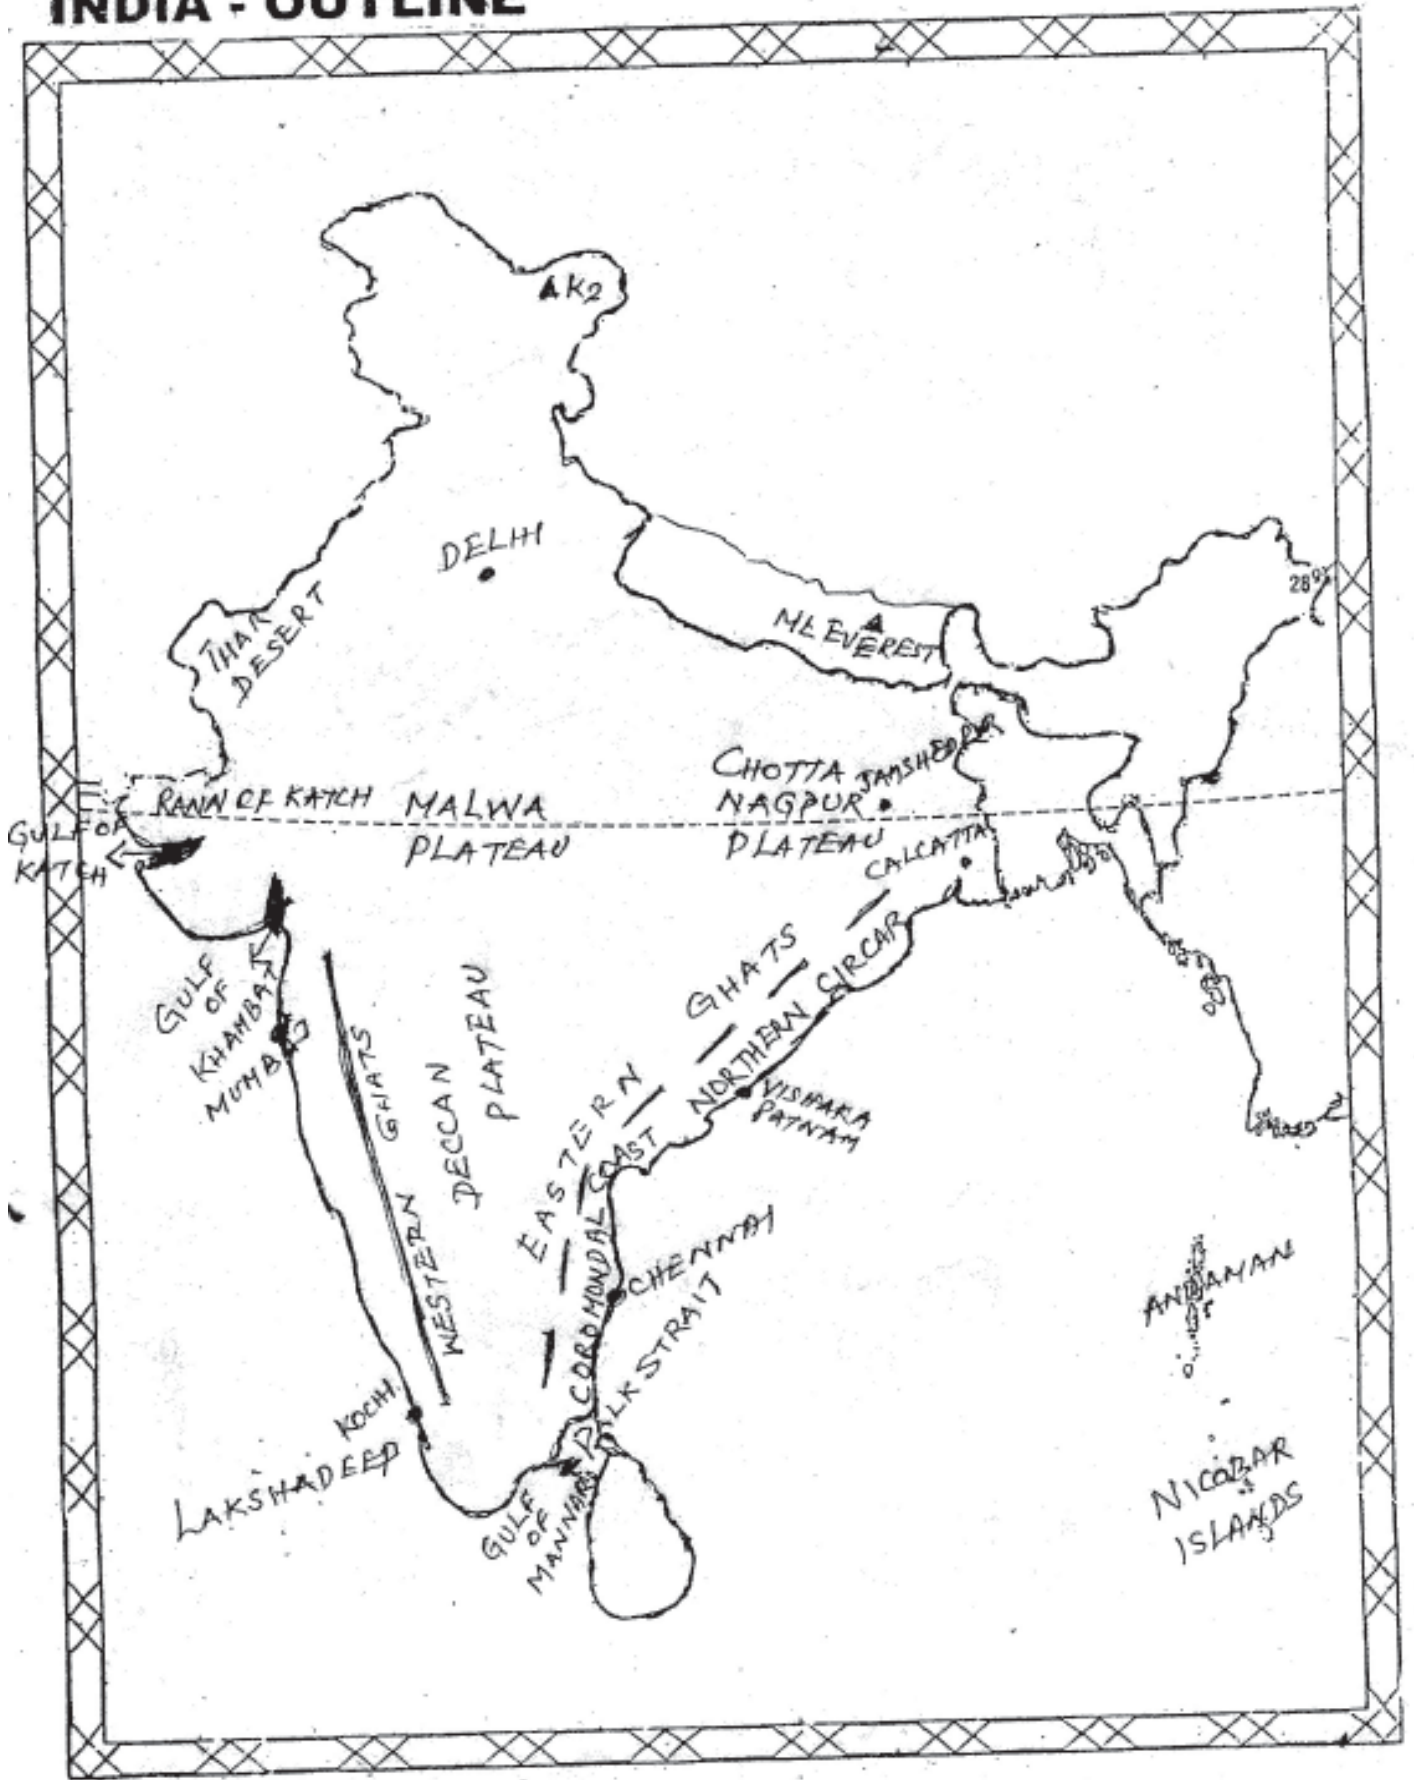 INDIA - OUTLINE
K2
DELHI
28°
MT. EVEREST
THAR
DESERT
JAMSHEDPUR
CHOTTA
NAGPUR
PLATEAU
RANN OF KATCH
MALWA
PLATEAU
GULF OF
KATCH
CALCATTA
GHATS
NORTHERN CIRCAR
GULF
OF
KHAMBAT
MUMBAI
DECCAN
PLATEAU
WESTERN GHATS
EASTERN
VISHAKA
PATNAM
COROMONDAL COAST
CHENNAI
PALK STRAIT
ANDAMAN
KOCHI
LAKSHADEEP
NICOBAR
ISLANDS
GULF
OF
MANNAR